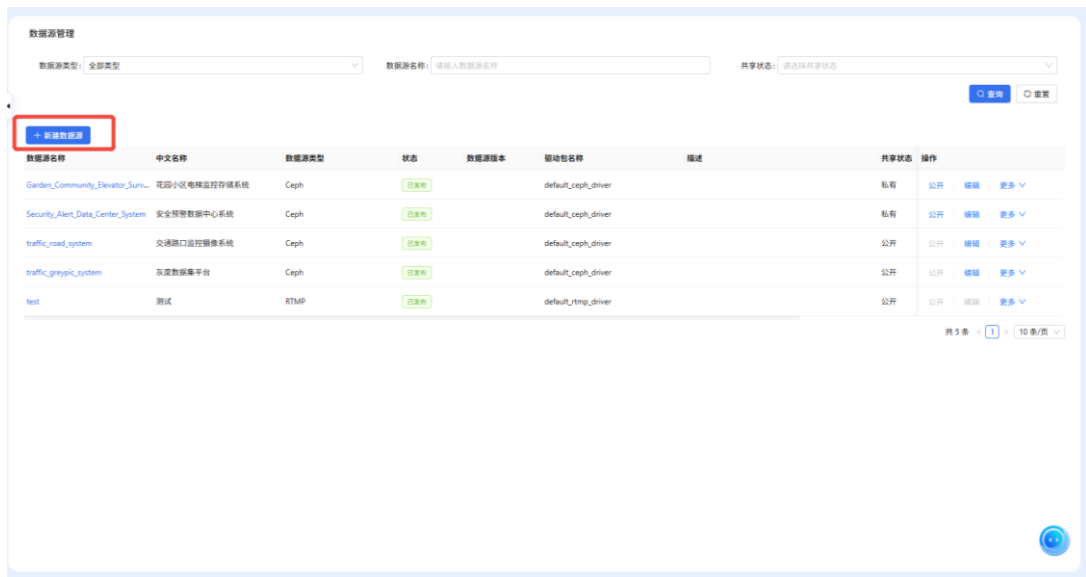 数据源管理
数据源类型: 全部类型 数据源名称: 请输入数据源名称 共享状态: 请选择共享状态
查询 重置
+ 新建数据源
数据源名称 中文名称 数据源类型 状态 数据源版本 驱动包名称 描述 共享状态 操作
Garden_Community_Elevator_Surv... 花园小区电梯监控存储系统 Ceph 已发布 default_ceph_driver 私有 公开 编辑 更多
Security_Alert_Data_Center_System 安全预警数据中心系统 Ceph 已发布 default_ceph_driver 私有 公开 编辑 更多
traffic_road_system 交通路口监控摄像系统 Ceph 已发布 default_ceph_driver 公开 公开 编辑 更多
traffic_greypic_system 灰度数据集平台 Ceph 已发布 default_ceph_driver 公开 公开 编辑 更多
test 测试 RTMP 已发布 default_rtmp_driver 公开 公开 编辑 更多
共 5 条 < 1 > 10 条/页